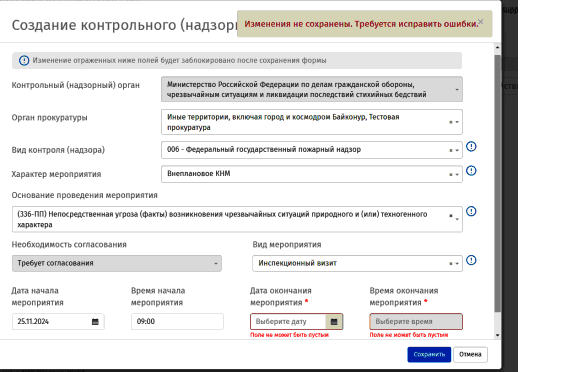 Создание контрольного (надзорн
Изменения не сохранены. Требуется исправить ошибки.
Изменение отраженных ниже полей будет заблокировано после сохранения формы
Контрольный (надзорный) орган
Министерство Российской Федерации по делам гражданской обороны,
чрезвычайным ситуациям и ликвидации последствий стихийных бедствий
Орган прокуратуры
Иные территории, включая город и космодром Байконур, Тестовая
прокуратура
Вид контроля (надзора)
006 - Федеральный государственный пожарный надзор
Характер мероприятия
Внеплановое КНМ
Основание проведения мероприятия
(336-ПП) Непосредственная угроза (факты) возникновения чрезвычайных ситуаций природного и (или) техногенного
характера
Необходимость согласования
Вид мероприятия
Требует согласования
Инспекционный визит
Дата начала
мероприятия
Время начала
мероприятия
Дата окончания
мероприятия *
Время окончания
мероприятия *
25.11.2024
09:00
Выберите дату
Выберите время
Поле не может быть пустым
Поле не может быть пустым
Сохранить
Отмена